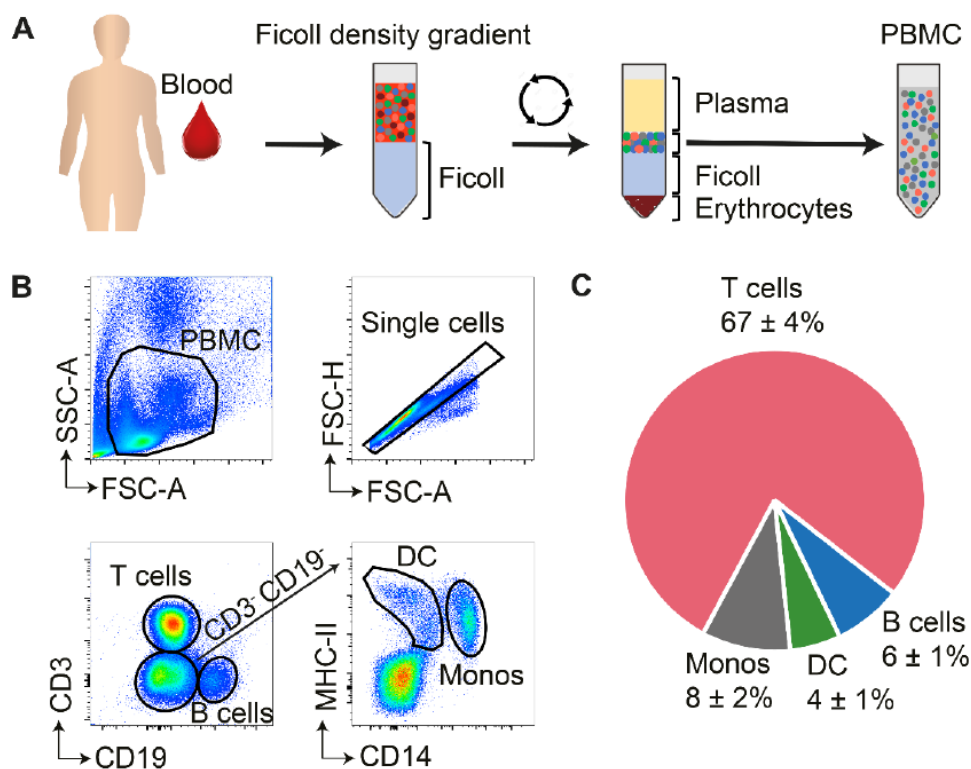 A
Ficoll density gradient
PBMC
Blood
Plasma
Ficoll
Ficoll
Erythrocytes
B
PBMC
SSC-A
FSC-A
Single cells
FSC-H
FSC-A
T cells
B cells
CD3
CD19
CD3⁻ CD19⁻
DC
Monos
MHC-II
CD14
C
T cells
67 ± 4%
B cells
6 ± 1%
DC
4 ± 1%
Monos
8 ± 2%